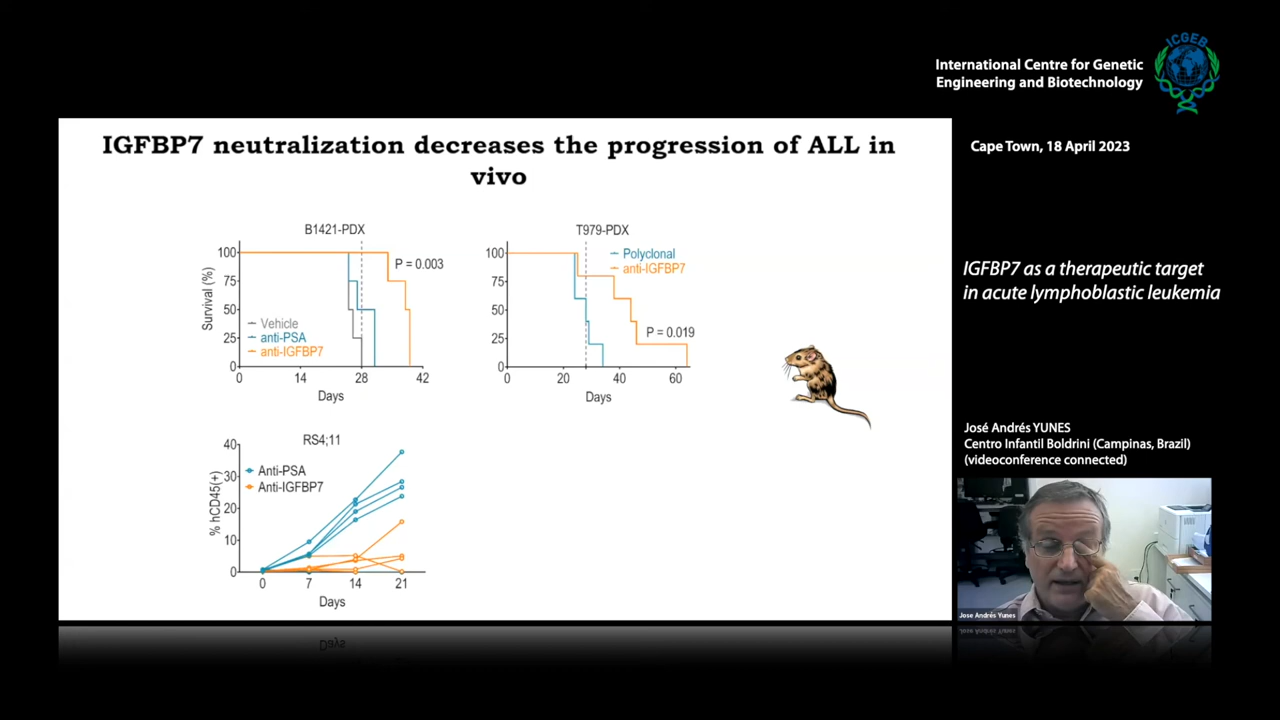 ICGEB
International Centre for Genetic
Engineering and Biotechnology
Cape Town, 18 April 2023
IGFBP7 neutralization decreases the progression of ALL in
vivo
B1421-PDX
Survival (%)
100
75
50
25
0
P = 0.003
Vehicle
anti-PSA
anti-IGFBP7
0 14 28 42
Days
T979-PDX
100
75
50
25
0
Polyclonal
anti-IGFBP7
P = 0.019
0 20 40 60
Days
RS4;11
% hCD45(+)
40
30
20
10
0
Anti-PSA
Anti-IGFBP7
0 7 14 21
Days
IGFBP7 as a therapeutic target
in acute lymphoblastic leukemia
José Andrés YUNES
Centro Infantil Boldrini (Campinas, Brazil)
(videoconference connected)
Jose Andrés Yunes
Days